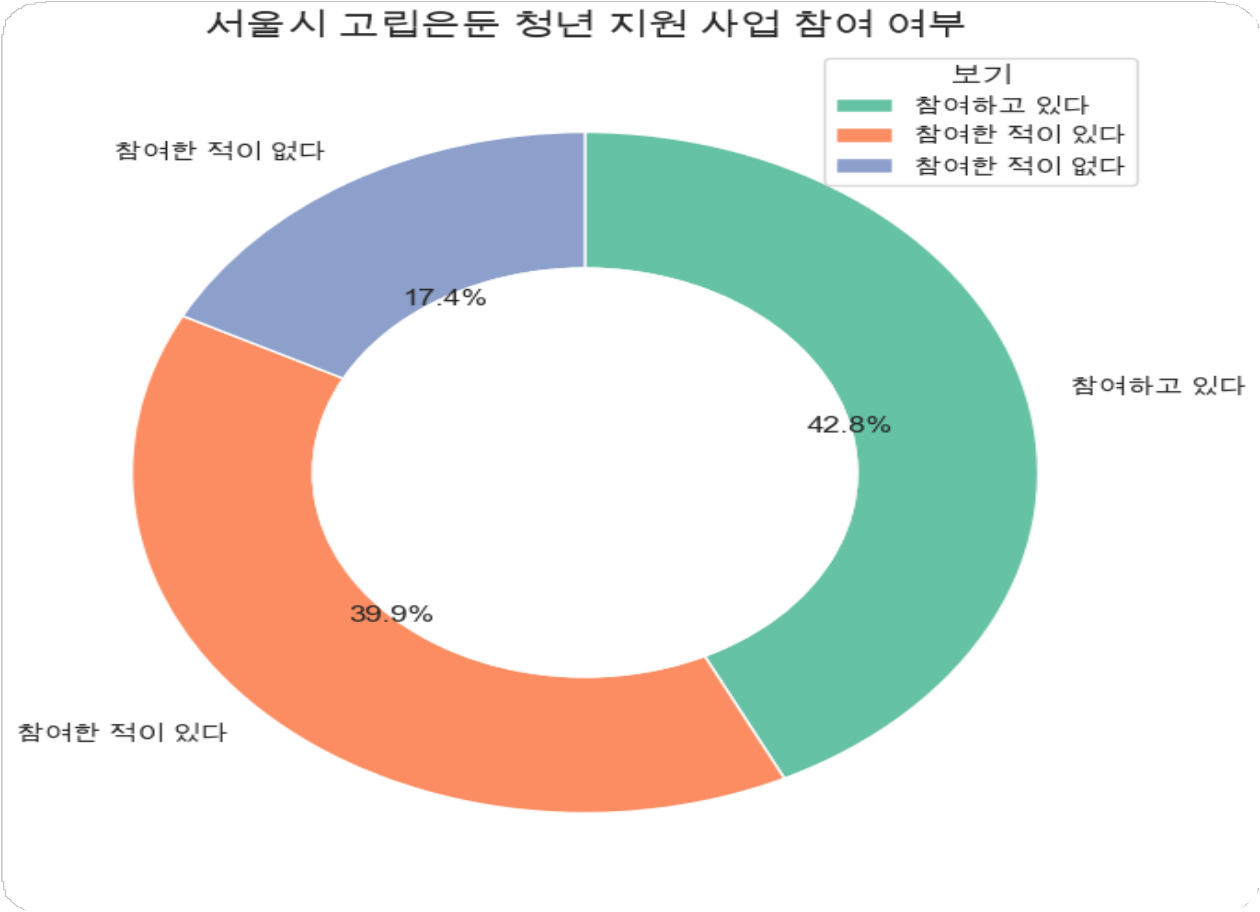 서울시 고립은둔 청년 지원 사업 참여 여부
보기
참여하고 있다
참여한 적이 있다
참여한 적이 없다
참여한 적이 없다
17.4%
참여하고 있다
42.8%
39.9%
참여한 적이 있다